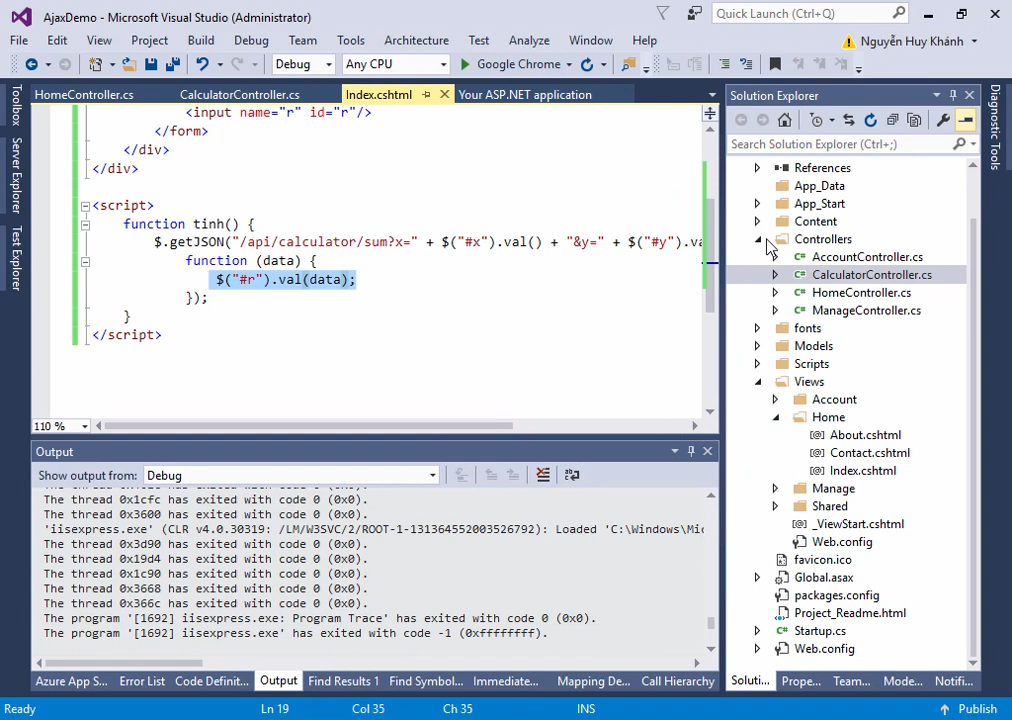 AjaxDemo - Microsoft Visual Studio (Administrator)
Quick Launch (Ctrl+Q)
File Edit View Project Build Debug Team Tools Architecture Test Analyze Window Help
Nguyễn Huy Khánh
Debug Any CPU Google Chrome
Toolbox
Server Explorer
Test Explorer
HomeController.cs CalculatorController.cs Index.cshtml Your ASP.NET application
<input name="r" id="r"/>
</form>
</div>
</div>
<script>
function tinh() {
$.getJSON("/api/calculator/sum?x=" + $("#x").val() + "&y=" + $("#y").va
function (data) {
$("#r").val(data);
});
}
</script>
110 %
Output
Show output from: Debug
The thread 0x1cfc has exited with code 0 (0x0).
The thread 0x3600 has exited with code 0 (0x0).
'iisexpress.exe' (CLR v4.0.30319: /LM/W3SVC/2/ROOT-1-131364552003526792): Loaded 'C:\Windows\Mic
The thread 0x3d90 has exited with code 0 (0x0).
The thread 0x19d4 has exited with code 0 (0x0).
The thread 0x1c90 has exited with code 0 (0x0).
The thread 0x3668 has exited with code 0 (0x0).
The thread 0x366c has exited with code 0 (0x0).
The program '[1692] iisexpress.exe: Program Trace' has exited with code 0 (0x0).
The program '[1692] iisexpress.exe' has exited with code -1 (0xffffffff).
Azure App S... Error List Code Definit... Output Find Results 1 Find Symbol... Immediate... Mapping De... Call Hierarchy
Solution Explorer
Search Solution Explorer (Ctrl+;)
References
App_Data
App_Start
Content
Controllers
AccountController.cs
CalculatorController.cs
HomeController.cs
ManageController.cs
fonts
Models
Scripts
Views
Account
Home
About.cshtml
Contact.cshtml
Index.cshtml
Manage
Shared
_ViewStart.cshtml
Web.config
favicon.ico
Global.asax
packages.config
Project_Readme.html
Startup.cs
Web.config
Soluti... Prope... Team... Mode... Notifi...
Diagnostic Tools
Ready Ln 19 Col 35 Ch 35 INS Publish